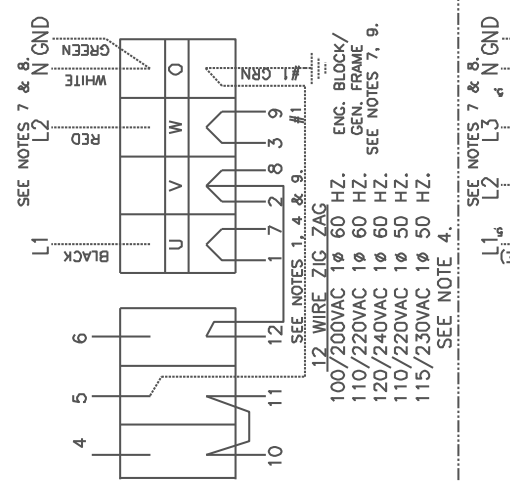 SEE NOTES 7 & 8.
L1
L2
N
GND
BLACK
RED
WHITE
GREEN
U
V
W
O
#1 GRN
1
7
2
8
3
9
#1
4
5
6
10
11
12
SEE NOTES 1, 4 & 9.
ENG. BLOCK/
GEN. FRAME
SEE NOTES 7, 9.
12 WIRE ZIG ZAG
100/200VAC 1ø 60 HZ.
110/220VAC 1ø 60 HZ.
120/240VAC 1ø 60 HZ.
110/220VAC 1ø 50 HZ.
115/230VAC 1ø 50 HZ.
SEE NOTE 4.
SEE NOTES 7 & 8.
L1
L2
L3
N
GND